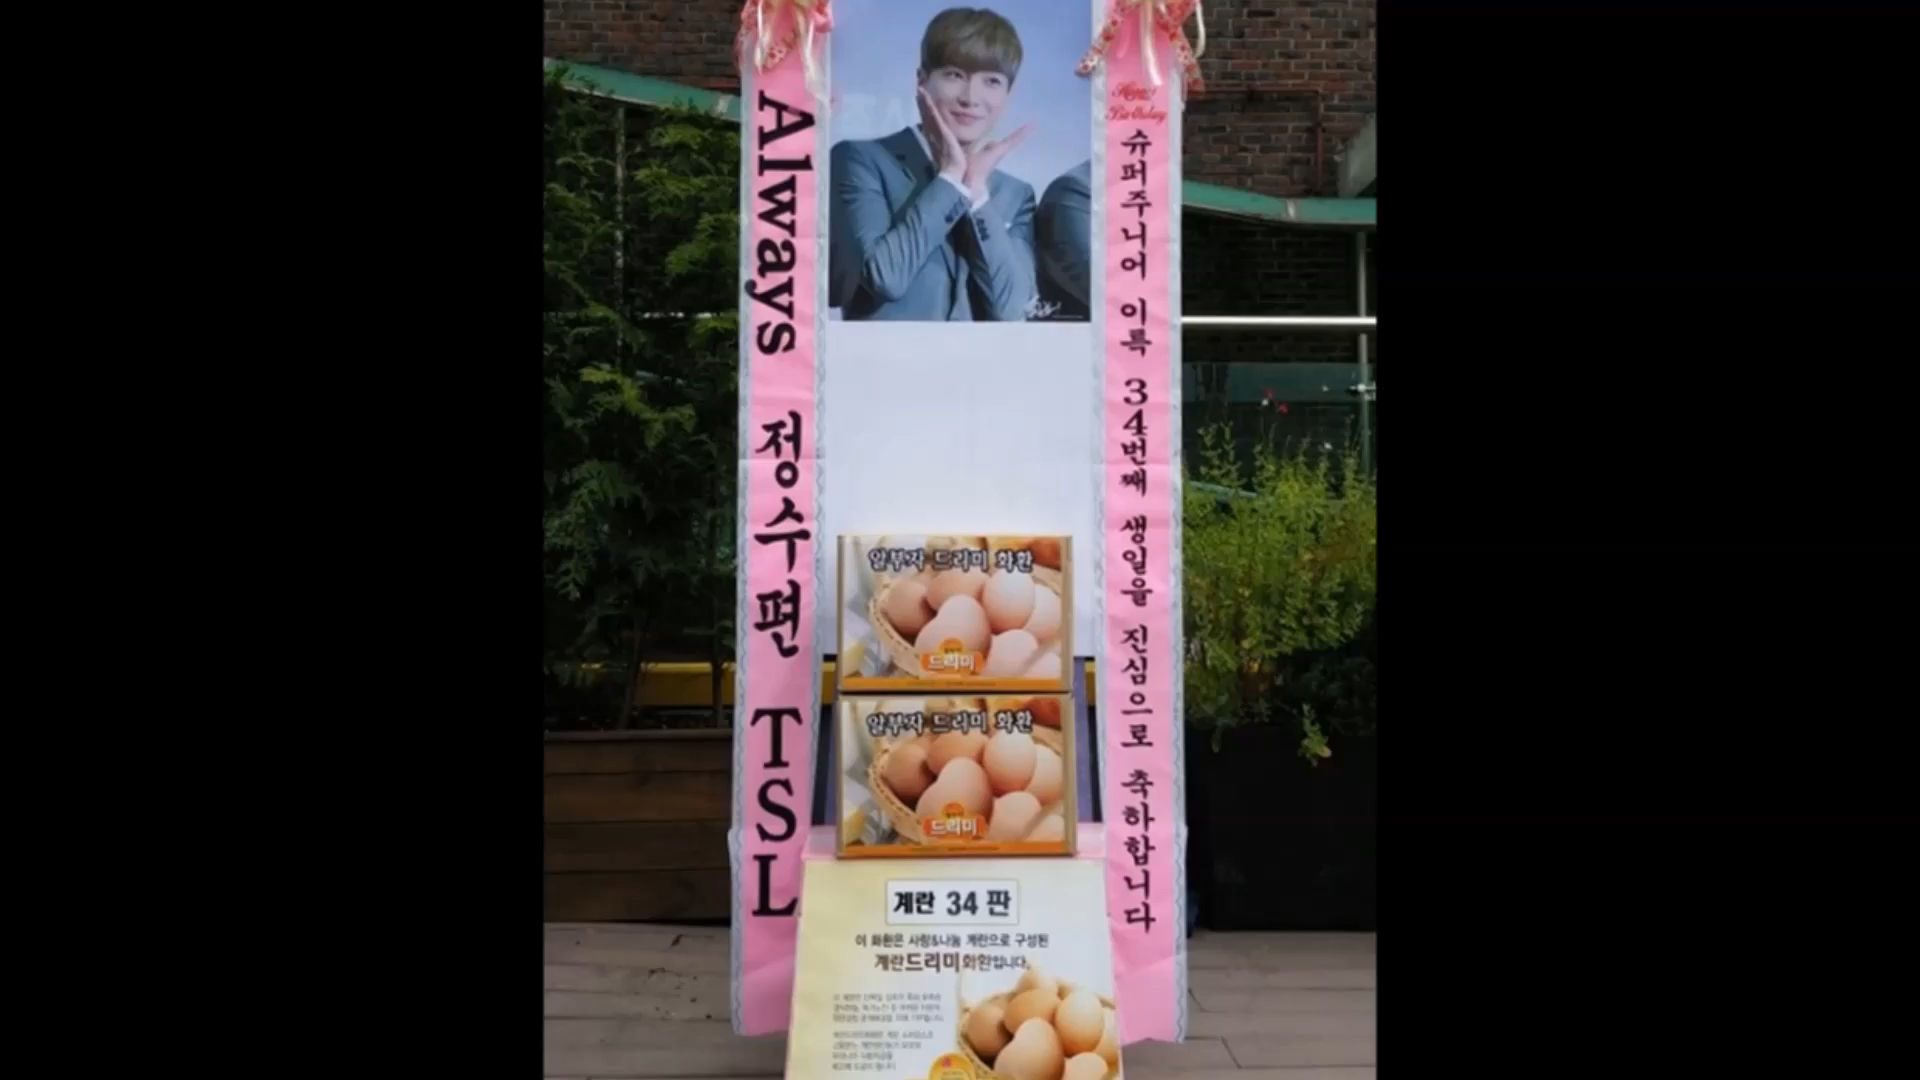 Always 정수편 TSL
Happy
Birthday
슈퍼주니어 이특 34번째 생일을 진심으로 축하합니다
알부자 드리미 화환
드리미
알부자 드리미 화환
드리미
계란 34 판
이 화환은 사랑&나눔 계란으로 구성된
계란드리미화환입니다.